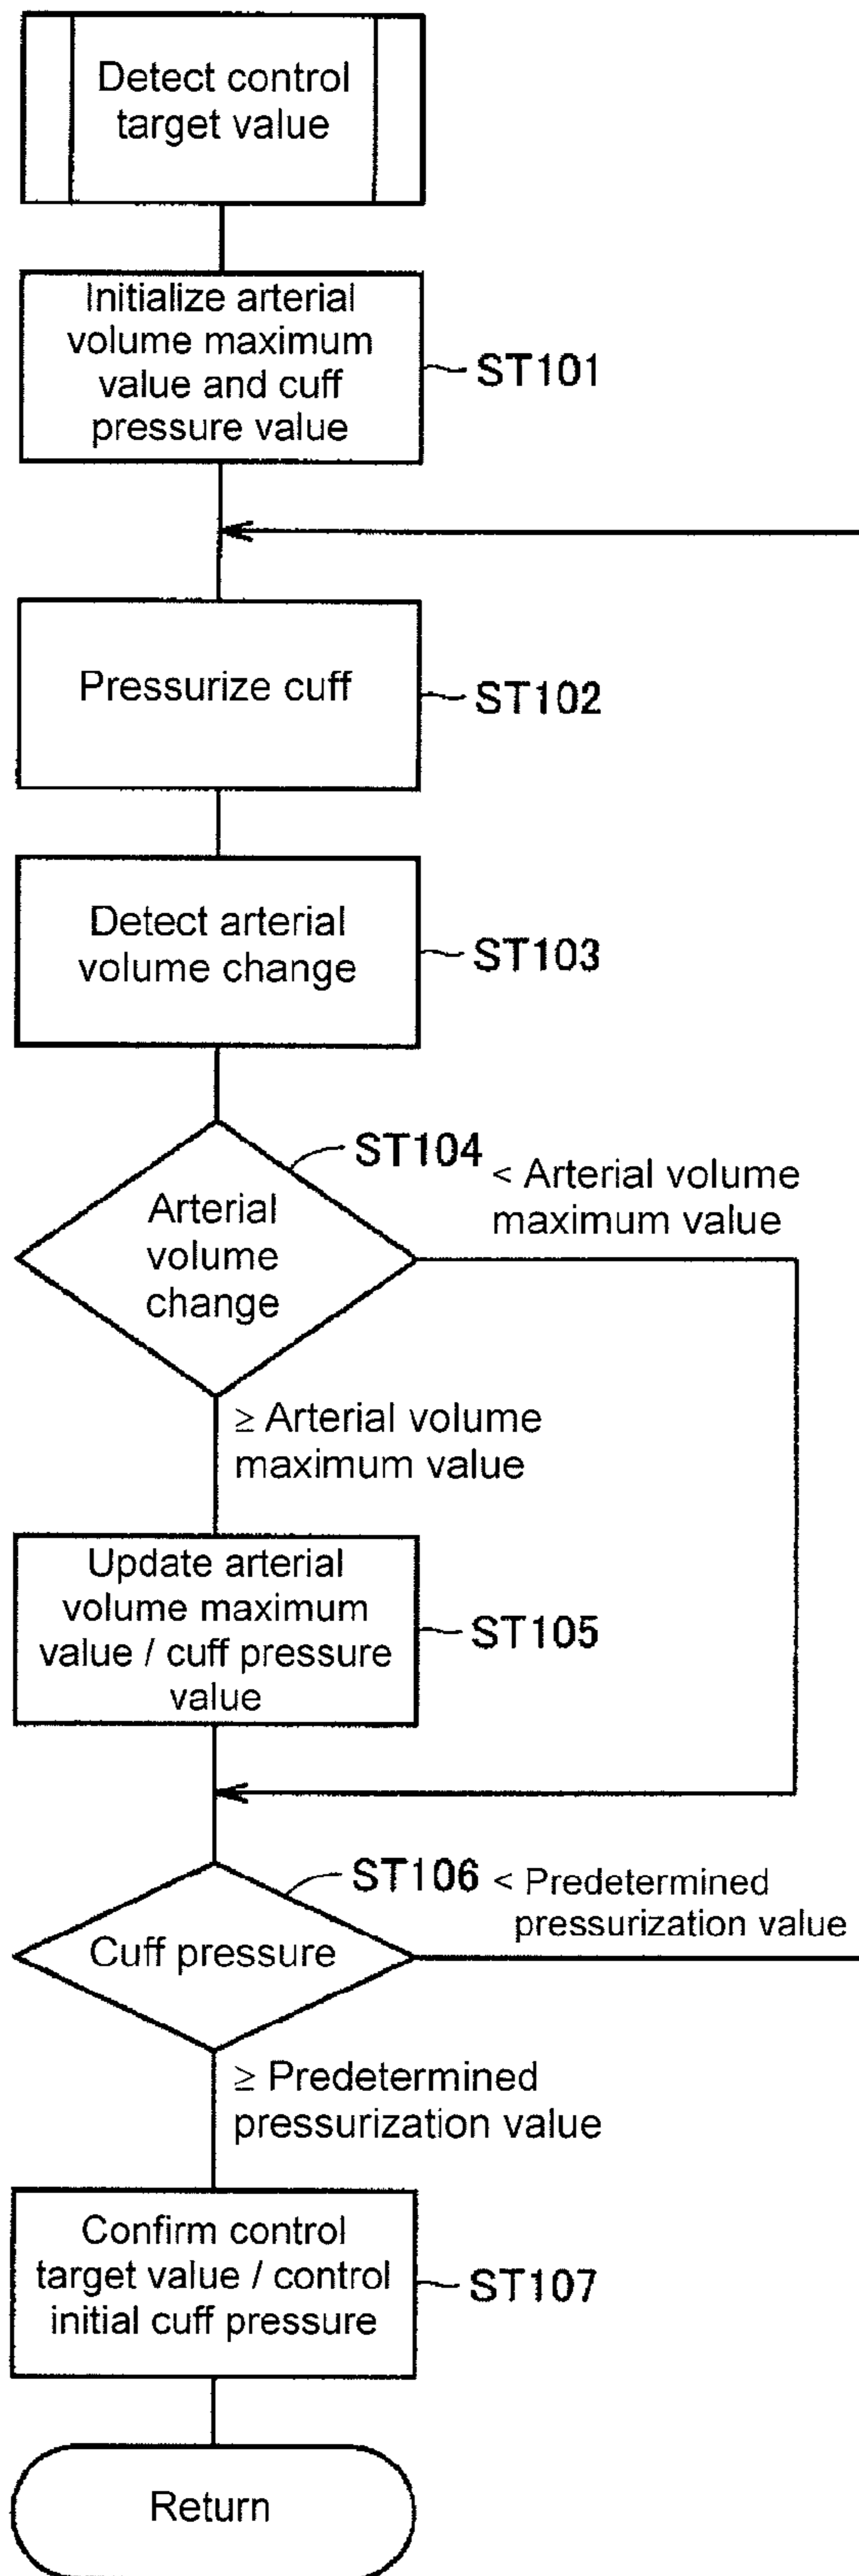 Detect control
target value
Initialize arterial
volume maximum
value and cuff
pressure value
ST101
Pressurize cuff
ST102
Detect arterial
volume change
ST103
ST104
< Arterial volume
maximum value
Arterial
volume
change
≥ Arterial volume
maximum value
Update arterial
volume maximum
value / cuff pressure
value
ST105
ST106
< Predetermined
pressurization value
Cuff pressure
≥ Predetermined
pressurization value
Confirm control
target value / control
initial cuff pressure
ST107
Return